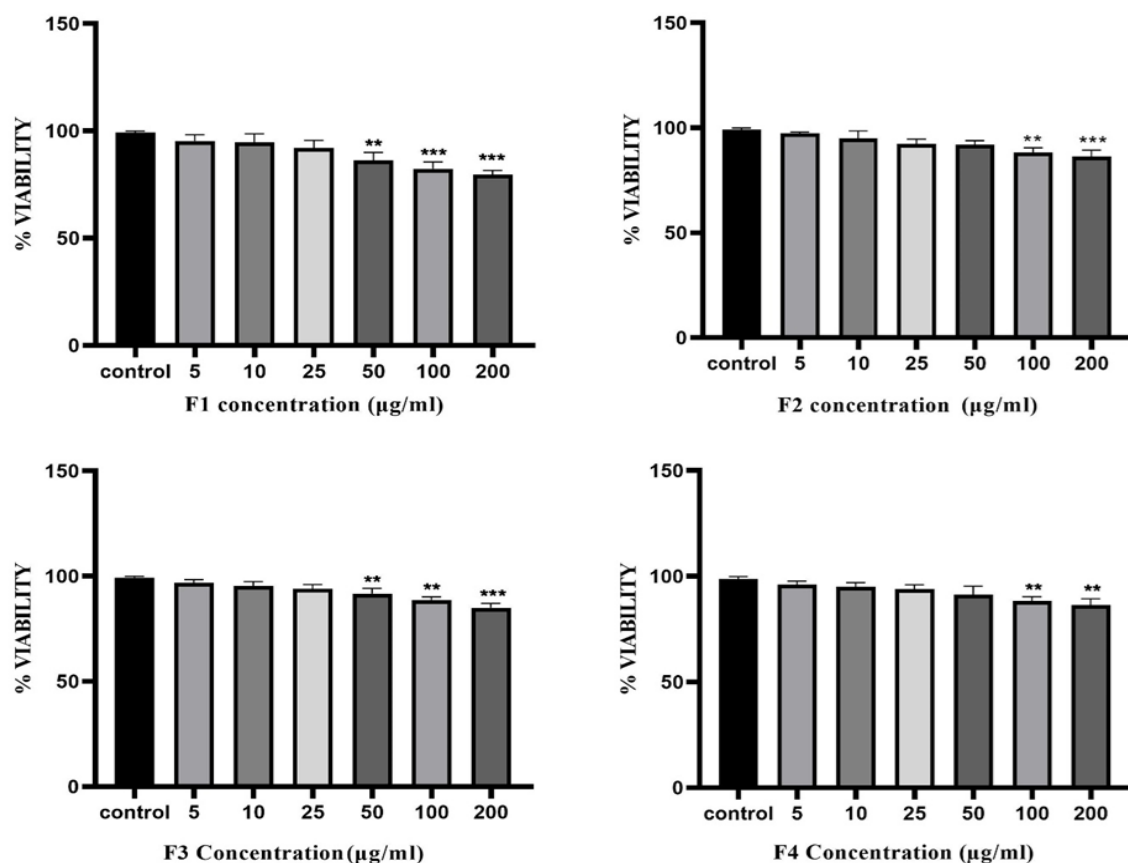 150
100
50
0
% VIABILITY
** *** ***
control 5 10 25 50 100 200
F1 concentration (µg/ml)
150
100
50
0
% VIABILITY
** ***
control 5 10 25 50 100 200
F2 concentration (µg/ml)
150
100
50
0
% VIABILITY
** ** ***
control 5 10 25 50 100 200
F3 Concentration (µg/ml)
150
100
50
0
% VIABILITY
** **
control 5 10 25 50 100 200
F4 Concentration (µg/ml)